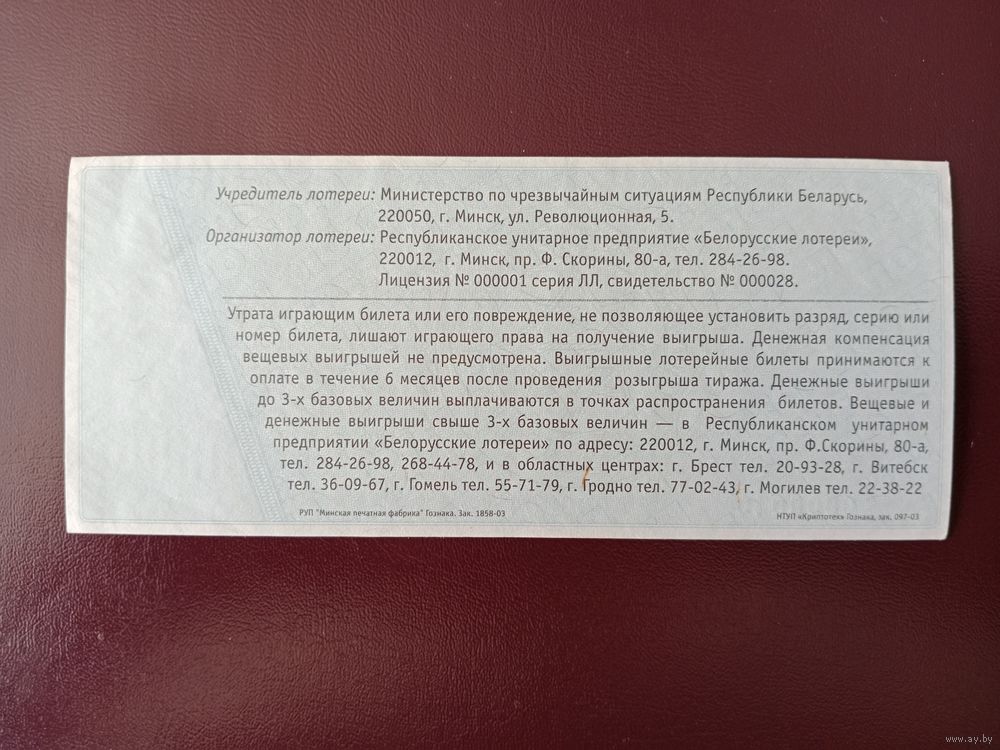 Учредитель лотереи: Министерство по чрезвычайным ситуациям Республики Беларусь,
220050, г. Минск, ул. Революционная, 5.
Организатор лотереи: Республиканское унитарное предприятие «Белорусские лотереи»,
220012, г. Минск, пр. Ф. Скорины, 80-а, тел. 284-26-98.
Лицензия № 000001 серия ЛЛ, свидетельство № 000028.
Утрата играющим билета или его повреждение, не позволяющее установить разряд, серию или
номер билета, лишают играющего права на получение выигрыша. Денежная компенсация
вещевых выигрышей не предусмотрена. Выигрышные лотерейные билеты принимаются к
оплате в течение 6 месяцев после проведения розыгрыша тиража. Денежные выигрыши
до 3-х базовых величин выплачиваются в точках распространения билетов. Вещевые и
денежные выигрыши свыше 3-х базовых величин — в Республиканском унитарном
предприятии «Белорусские лотереи» по адресу: 220012, г. Минск, пр. Ф.Скорины, 80-а,
тел. 284-26-98, 268-44-78, и в областных центрах: г. Брест тел. 20-93-28, г. Витебск
тел. 36-09-67, г. Гомель тел. 55-71-79, г. Гродно тел. 77-02-43, г. Могилев тел. 22-38-22
РУП "Минская печатная фабрика" Гознака. Зак. 1858-03
НТУП «Криптотех» Гознака, зак. 097-03
www.ay.by